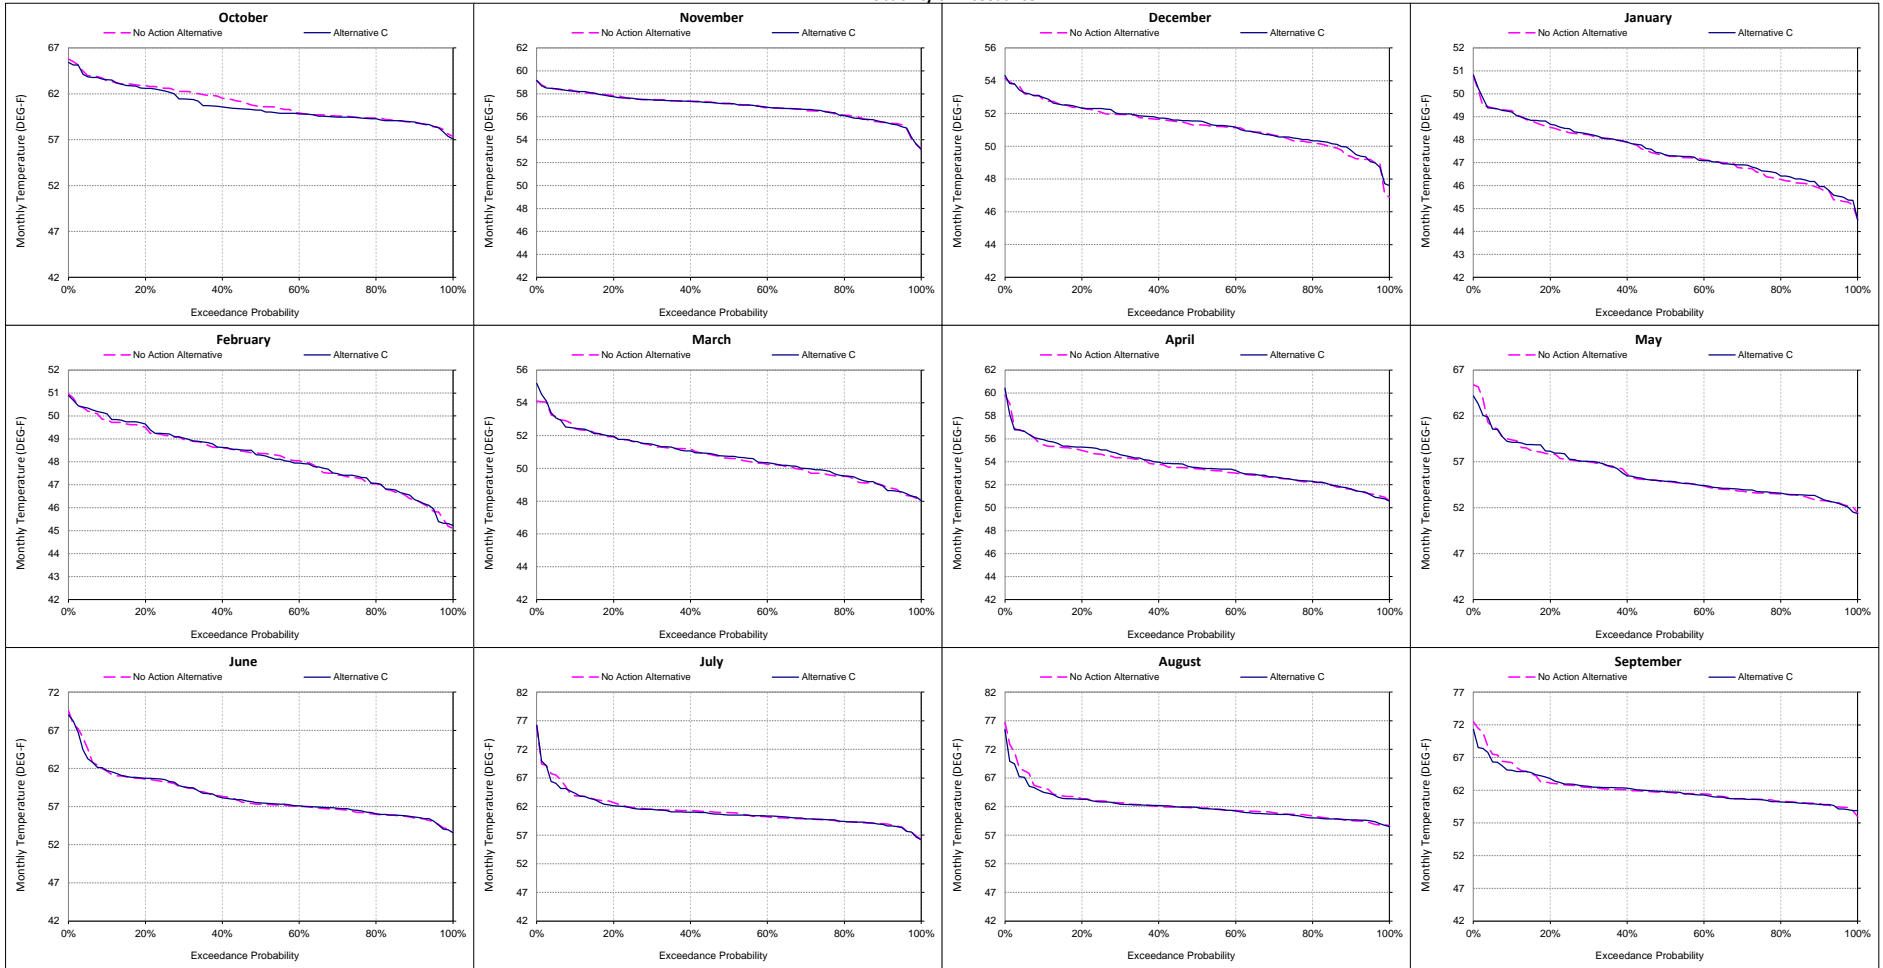 October
No Action Alternative Alternative C
Monthly Temperature (DEG-F)
67
62
57
52
47
42
0% 20% 40% 60% 80% 100%
Exceedance Probability
November
No Action Alternative Alternative C
Monthly Temperature (DEG-F)
62
60
58
56
54
52
50
48
46
44
42
0% 20% 40% 60% 80% 100%
Exceedance Probability
December
No Action Alternative Alternative C
Monthly Temperature (DEG-F)
56
54
52
50
48
46
44
42
0% 20% 40% 60% 80% 100%
Exceedance Probability
January
No Action Alternative Alternative C
Monthly Temperature (DEG-F)
52
51
50
49
48
47
46
45
44
43
42
0% 20% 40% 60% 80% 100%
Exceedance Probability
February
No Action Alternative Alternative C
Monthly Temperature (DEG-F)
52
51
50
49
48
47
46
45
44
43
42
0% 20% 40% 60% 80% 100%
Exceedance Probability
March
No Action Alternative Alternative C
Monthly Temperature (DEG-F)
56
54
52
50
48
46
44
42
0% 20% 40% 60% 80% 100%
Exceedance Probability
April
No Action Alternative Alternative C
Monthly Temperature (DEG-F)
62
60
58
56
54
52
50
48
46
44
42
0% 20% 40% 60% 80% 100%
Exceedance Probability
May
No Action Alternative Alternative C
Monthly Temperature (DEG-F)
67
62
57
52
47
42
0% 20% 40% 60% 80% 100%
Exceedance Probability
June
No Action Alternative Alternative C
Monthly Temperature (DEG-F)
72
67
62
57
52
47
42
0% 20% 40% 60% 80% 100%
Exceedance Probability
July
No Action Alternative Alternative C
Monthly Temperature (DEG-F)
82
77
72
67
62
57
52
47
42
0% 20% 40% 60% 80% 100%
Exceedance Probability
August
No Action Alternative Alternative C
Monthly Temperature (DEG-F)
82
77
72
67
62
57
52
47
42
0% 20% 40% 60% 80% 100%
Exceedance Probability
September
No Action Alternative Alternative C
Monthly Temperature (DEG-F)
77
72
67
62
57
52
47
42
0% 20% 40% 60% 80% 100%
Exceedance Probability